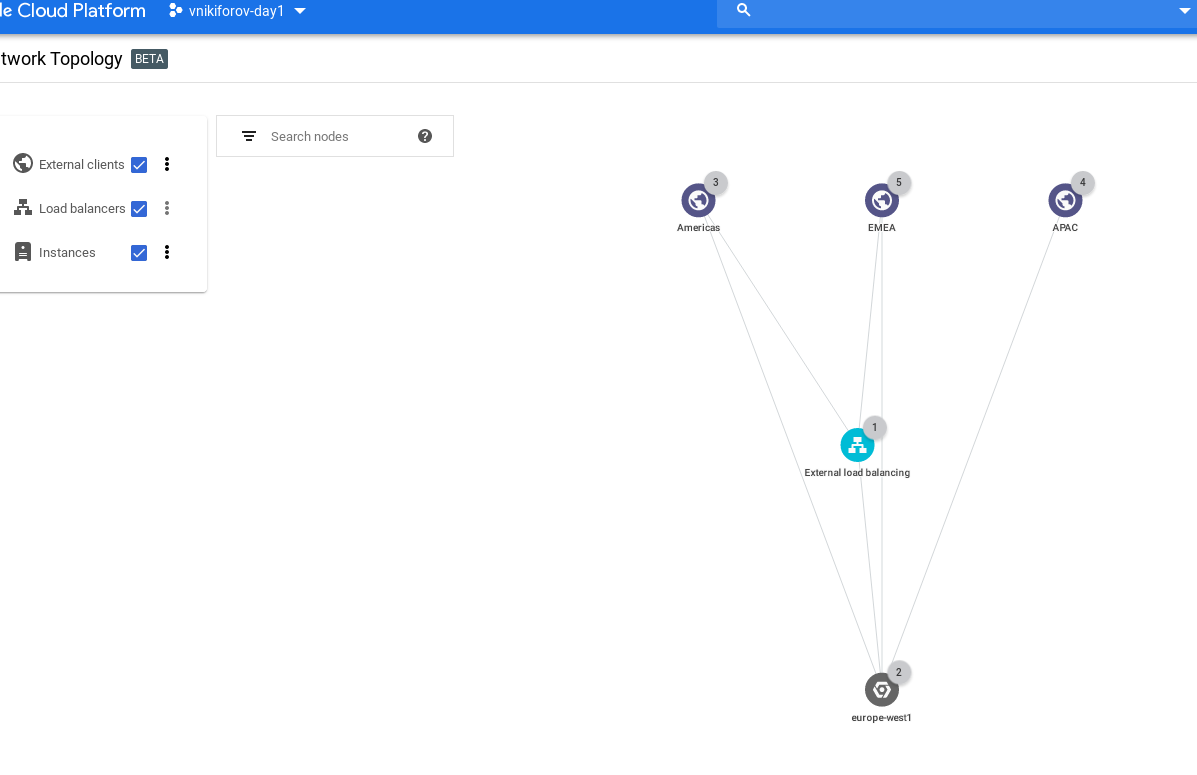 le Cloud Platform vnikiforov-day1
twork Topology BETA
Search nodes
External clients
Load balancers
Instances
3 5 4
Americas EMEA APAC
1
External load balancing
2
europe-west1